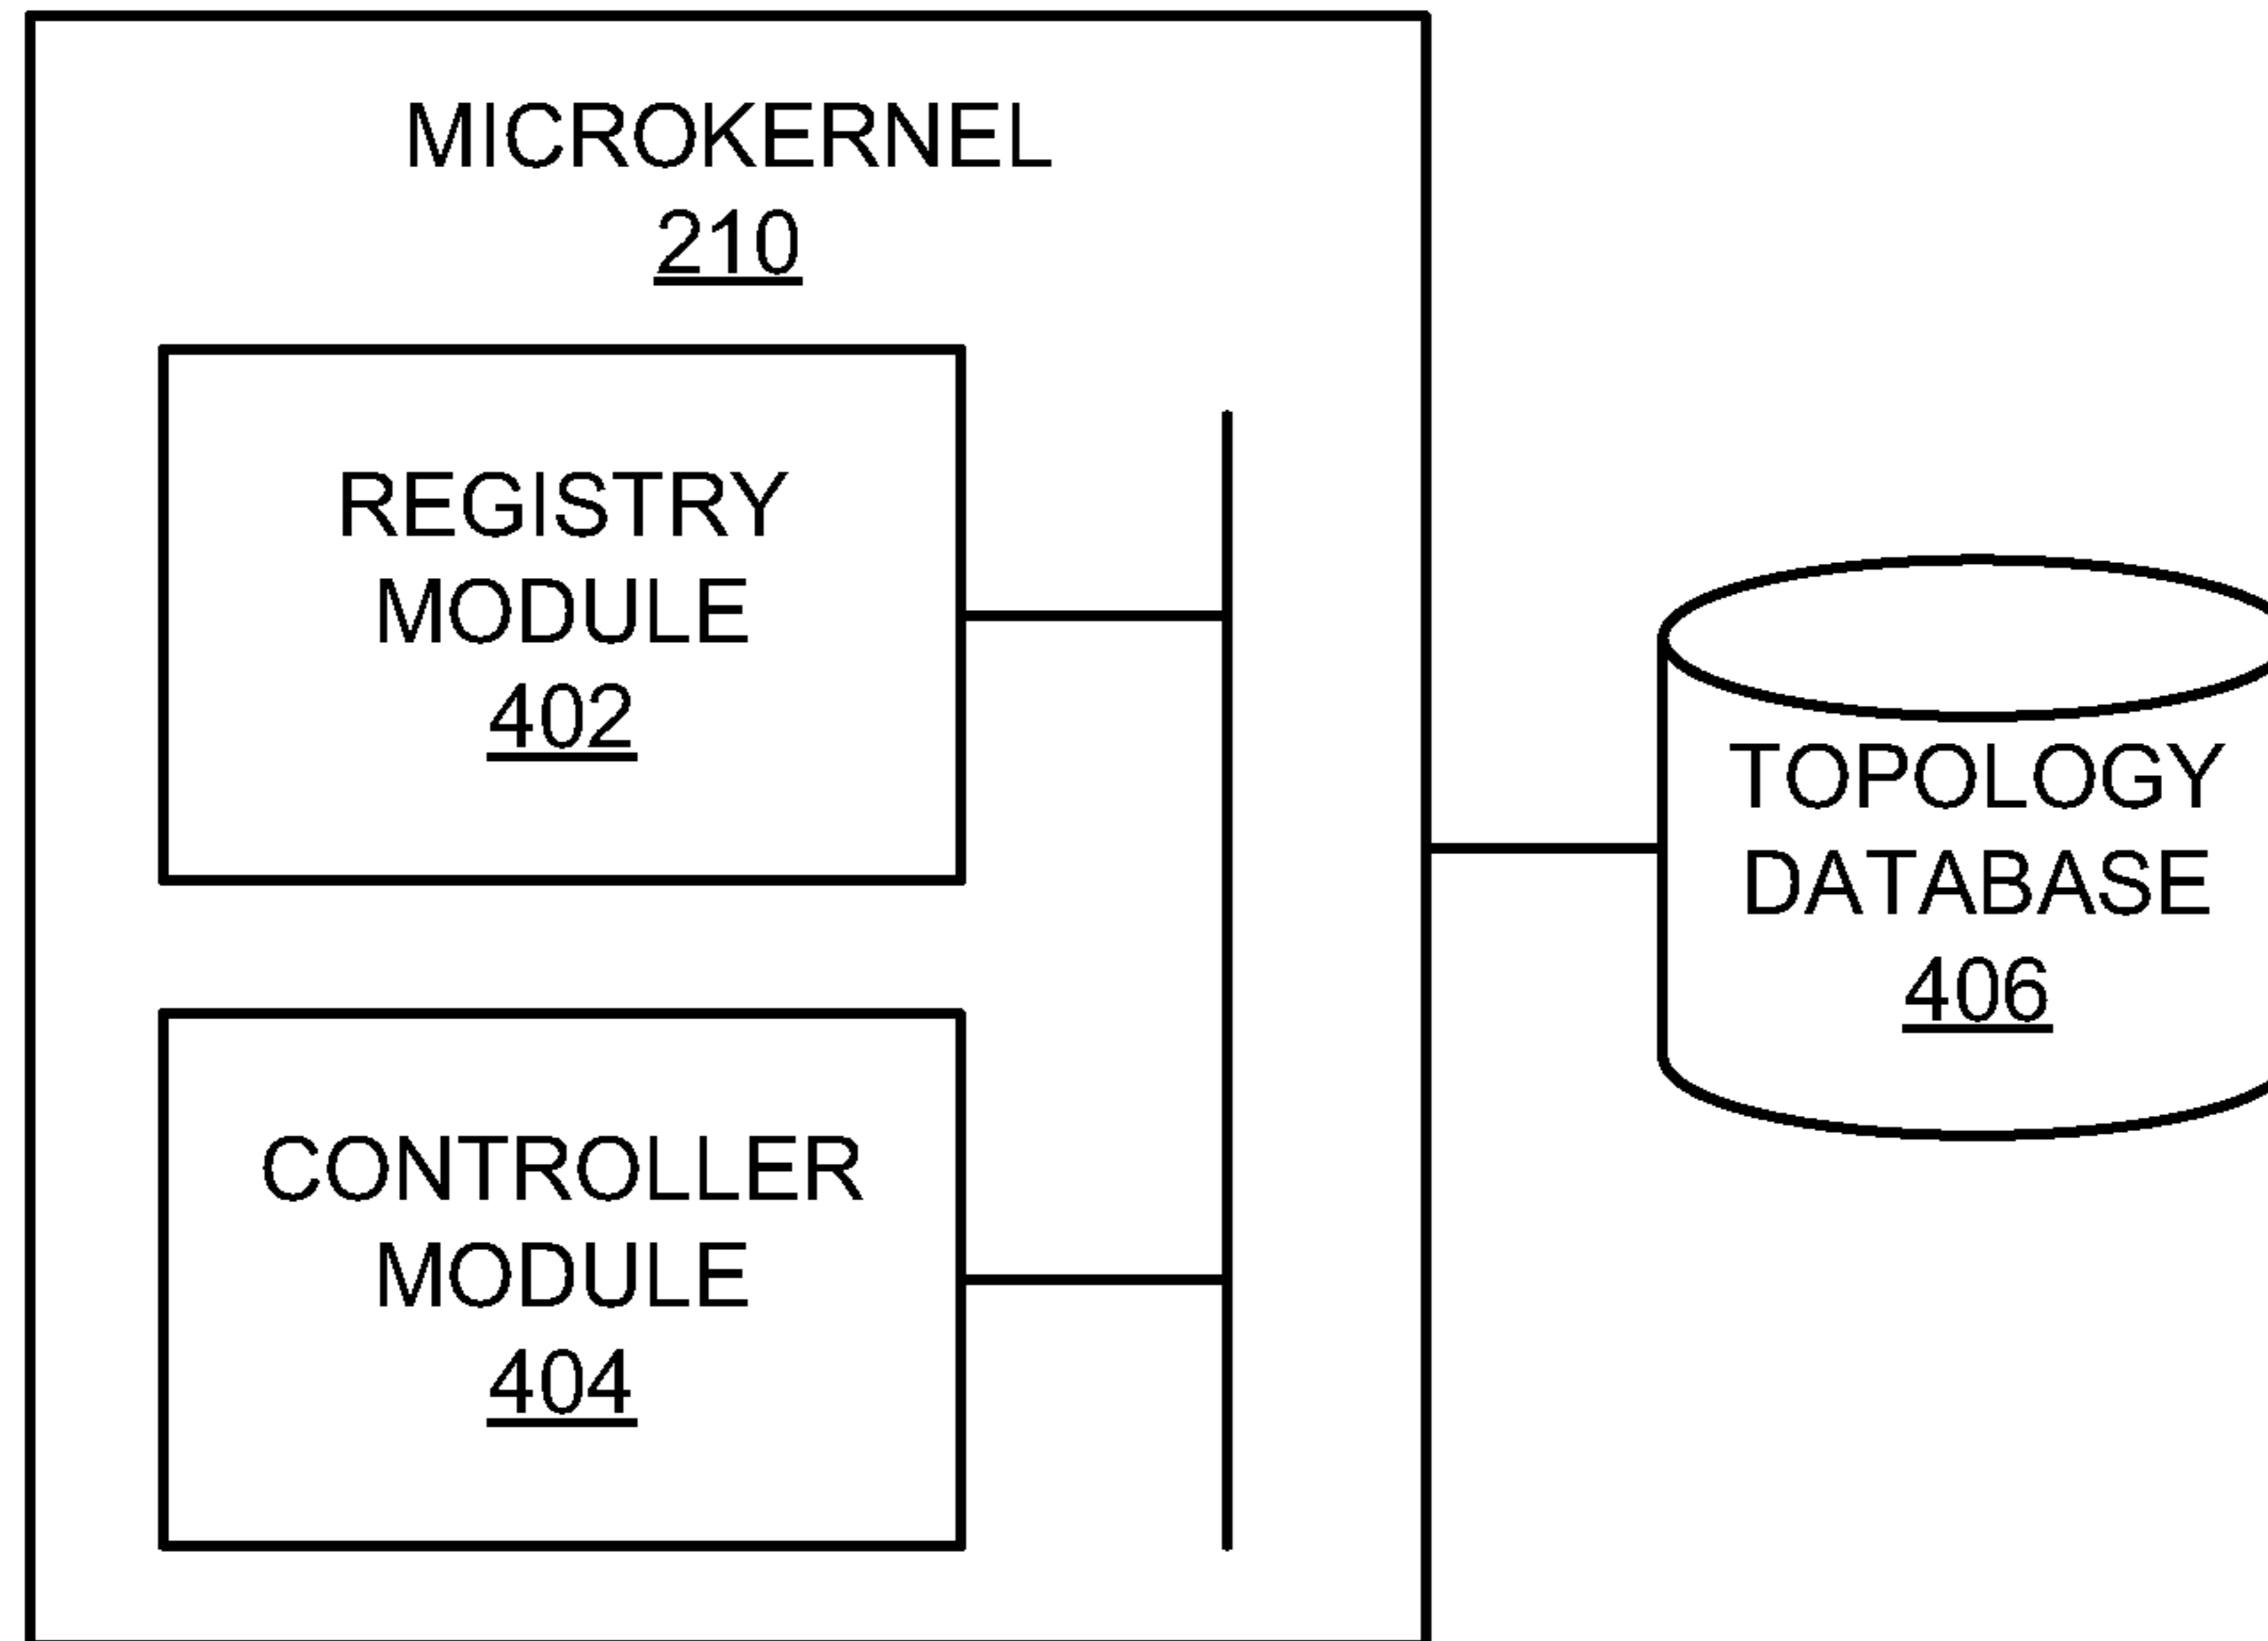 MICROKERNEL
210
REGISTRY
MODULE
402
CONTROLLER
MODULE
404
TOPOLOGY
DATABASE
406